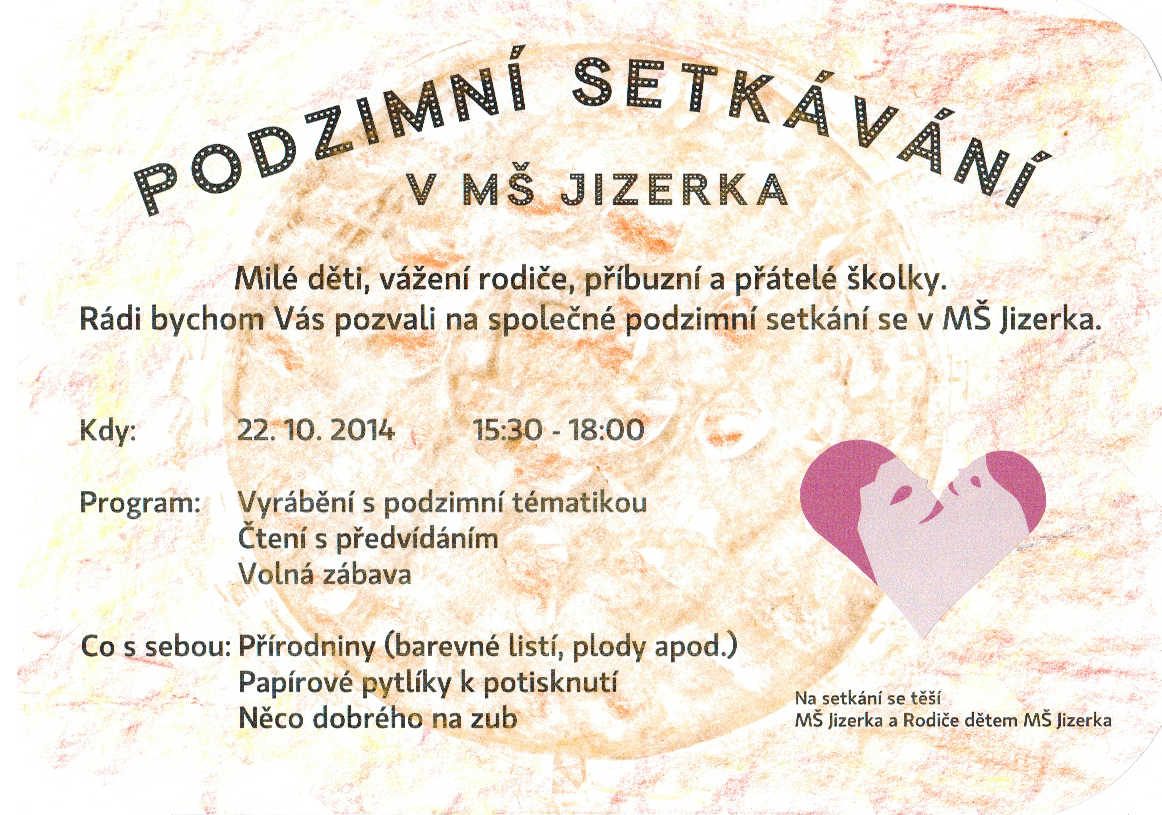 PODZIMNÍ SETKÁVÁNÍ
V MŠ JIZERKA
Milé děti, vážení rodiče, příbuzní a přátelé školky.
Rádi bychom Vás pozvali na společné podzimní setkání se v MŠ Jizerka.
Kdy: 22. 10. 2014 15:30 - 18:00
Program: Vyrábění s podzimní tématikou
Čtení s předvídáním
Volná zábava
Co s sebou: Přírodniny (barevné listí, plody apod.)
Papírové pytlíky k potisknutí
Něco dobrého na zub
Na setkání se těší
MŠ Jizerka a Rodiče dětem MŠ Jizerka